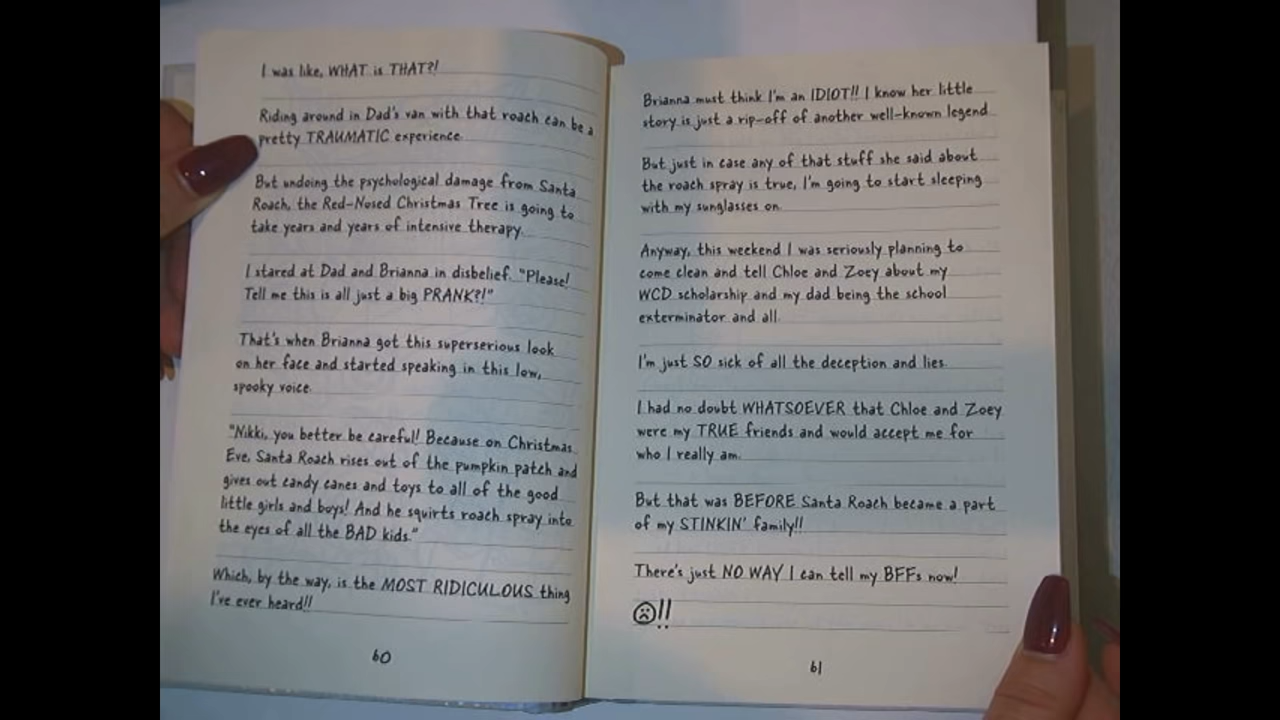 I was like, WHAT is THAT?!
Riding around in Dad's van with that roach can be a
pretty TRAUMATIC experience.
But undoing the psychological damage from Santa
Roach, the Red-Nosed Christmas Tree is going to
take years and years of intensive therapy.
I stared at Dad and Brianna in disbelief. "Please!
Tell me this is all just a big PRANK?!"
That's when Brianna got this superserious look
on her face and started speaking in this low,
spooky voice.
"Nikki, you better be careful! Because on Christmas
Eve, Santa Roach rises out of the pumpkin patch and
gives out candy canes and toys to all of the good
little girls and boys! And he squirts roach spray into
the eyes of all the BAD kids."
Which, by the way, is the MOST RIDICULOUS thing
I've ever heard!!
60
Brianna must think I'm an IDIOT!! I know her little
story is just a rip-off of another well-known legend.
But just in case any of that stuff she said about
the roach spray is true, I'm going to start sleeping
with my sunglasses on.
Anyway, this weekend I was seriously planning to
come clean and tell Chloe and Zoey about my
WCD scholarship and my dad being the school
exterminator and all.
I'm just SO sick of all the deception and lies.
I had no doubt WHATSOEVER that Chloe and Zoey
were my TRUE friends and would accept me for
who I really am.
But that was BEFORE Santa Roach became a part
of my STINKIN' family!!
There's just NO WAY I can tell my BFFs now!
☹!!
61